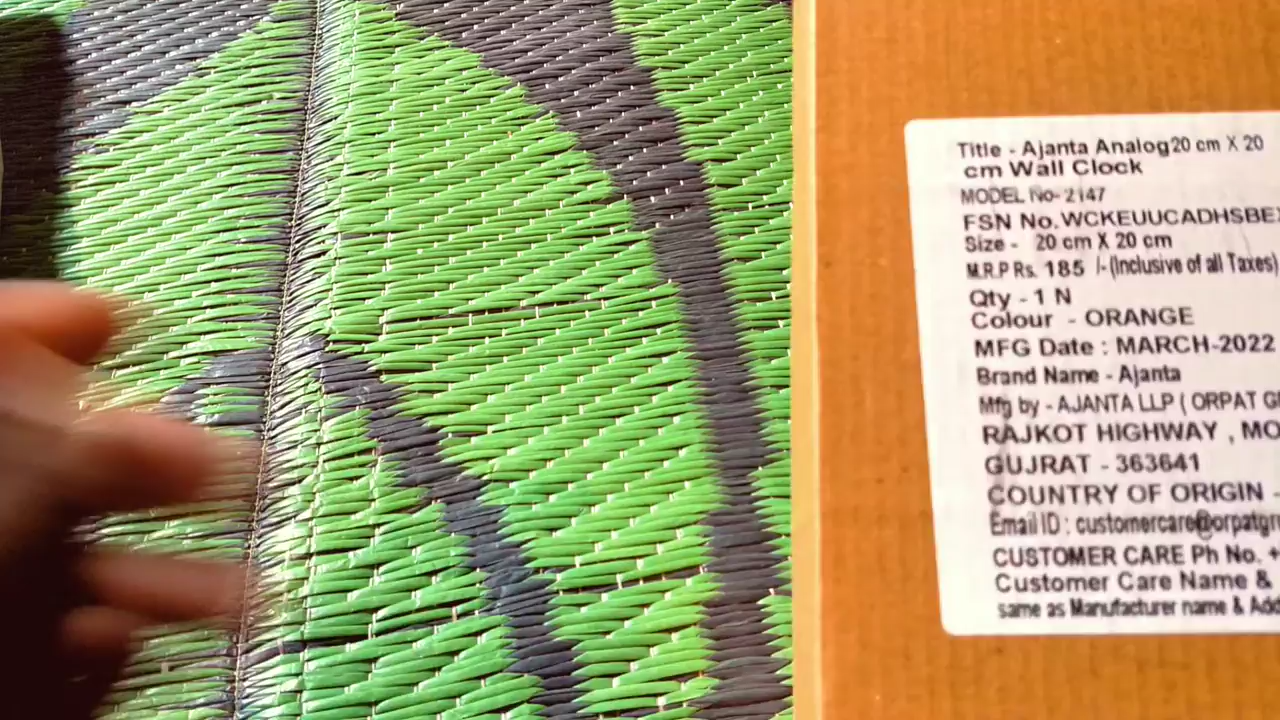 Title - Ajanta Analog20 cm X 20
cm Wall Clock
MODEL No- 2147
FSN No.WCKEUUCADHSBE
Size - 20 cm X 20 cm
M.R.P Rs. 185 /-(Inclusive of all Taxes)
Qty - 1 N
Colour - ORANGE
MFG Date : MARCH-2022
Brand Name - Ajanta
Mfg by - AJANTA LLP ( ORPAT G
RAJKOT HIGHWAY , MO
GUJRAT - 363641
COUNTRY OF ORIGIN -
Email ID : customercare@orpatgr
CUSTOMER CARE Ph No. +
Customer Care Name &
same as Manufacturer name & Add